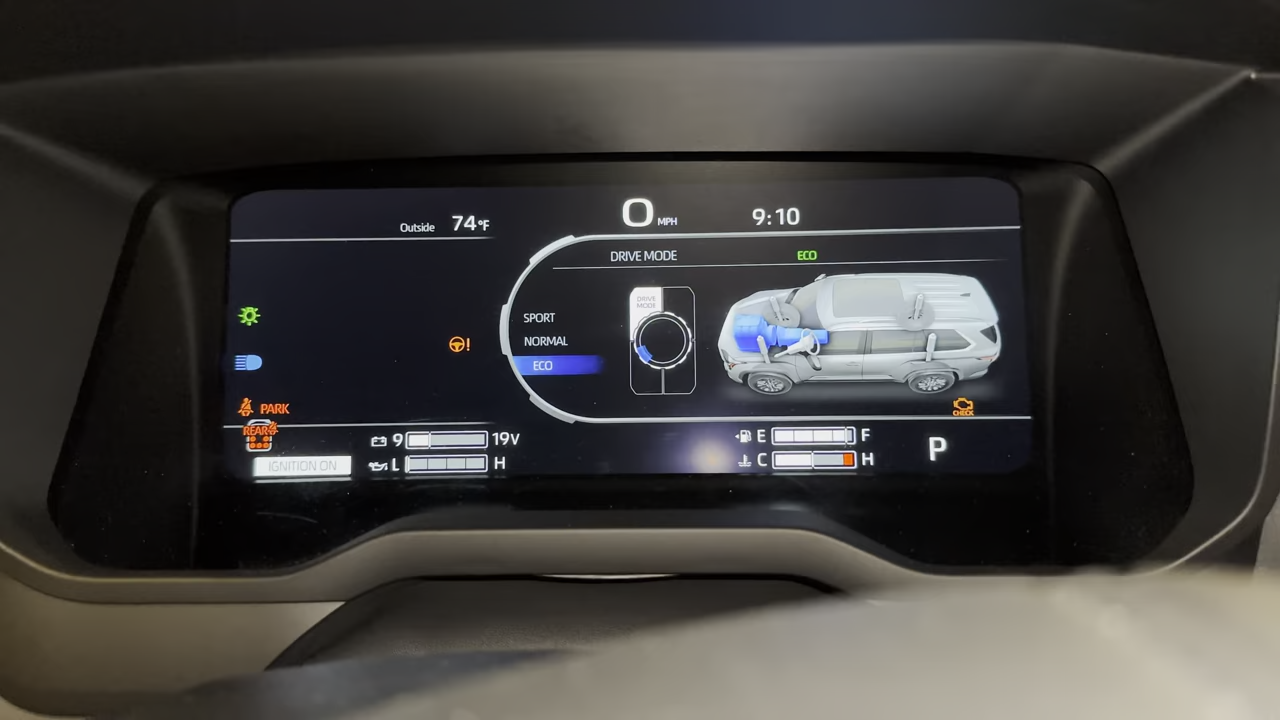 Outside 74°F
0 MPH
9:10
DRIVE MODE ECO
DRIVE
MODE
SPORT
NORMAL
ECO
!
PARK
REAR
CHECK
9 19V
E F
IGNITION ON
L H
C H
P